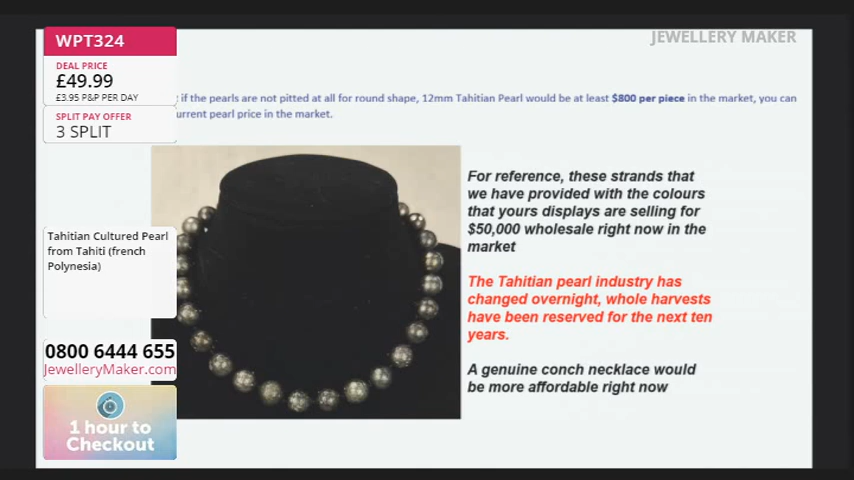 WPT324
DEAL PRICE
£49.99
£3.95 P&P PER DAY
SPLIT PAY OFFER
3 SPLIT
Tahitian Cultured Pearl
from Tahiti (french
Polynesia)
0800 6444 655
JewelleryMaker.com
1 hour to
Checkout
JEWELLERY MAKER
if the pearls are not pitted at all for round shape, 12mm Tahitian Pearl would be at least $800 per piece in the market, you can
urrent pearl price in the market.
For reference, these strands that
we have provided with the colours
that yours displays are selling for
$50,000 wholesale right now in the
market
The Tahitian pearl industry has
changed overnight, whole harvests
have been reserved for the next ten
years.
A genuine conch necklace would
be more affordable right now